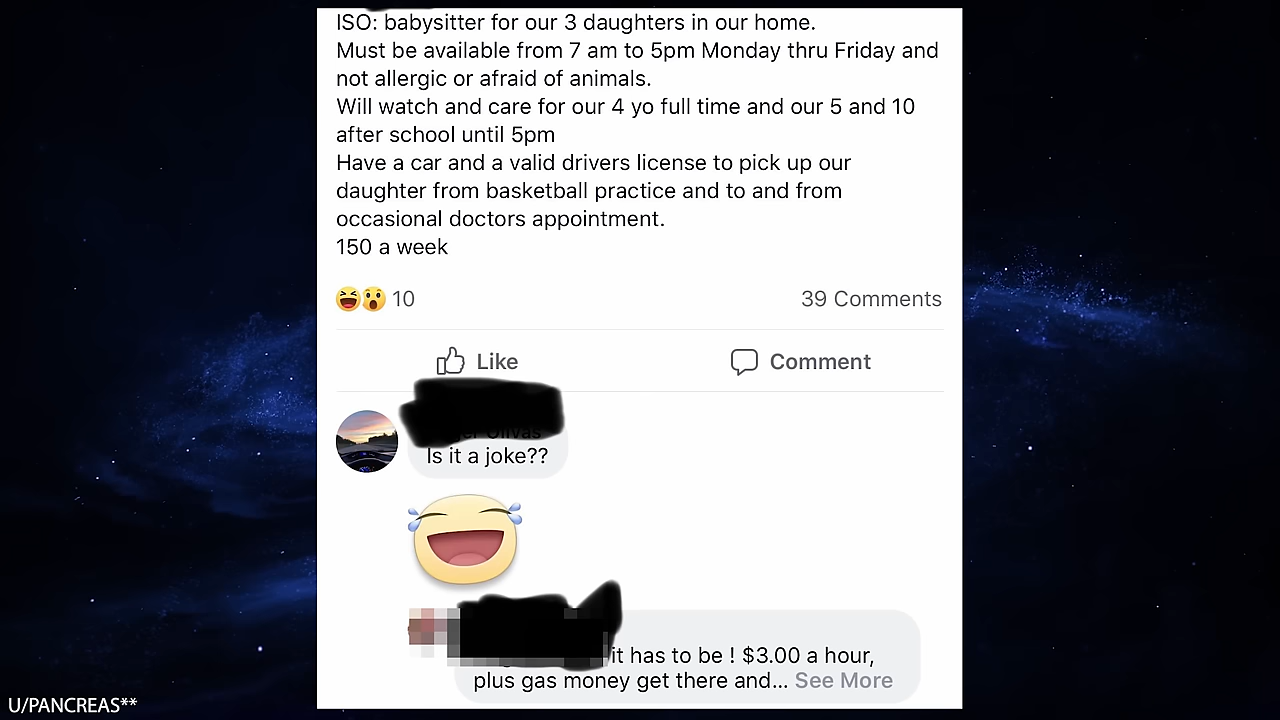 ISO: babysitter for our 3 daughters in our home.
Must be available from 7 am to 5pm Monday thru Friday and
not allergic or afraid of animals.
Will watch and care for our 4 yo full time and our 5 and 10
after school until 5pm
Have a car and a valid drivers license to pick up our
daughter from basketball practice and to and from
occasional doctors appointment.
150 a week
10
39 Comments
Like
Comment
Is it a joke??
it has to be ! $3.00 a hour,
plus gas money get there and... See More
U/PANCREAS**